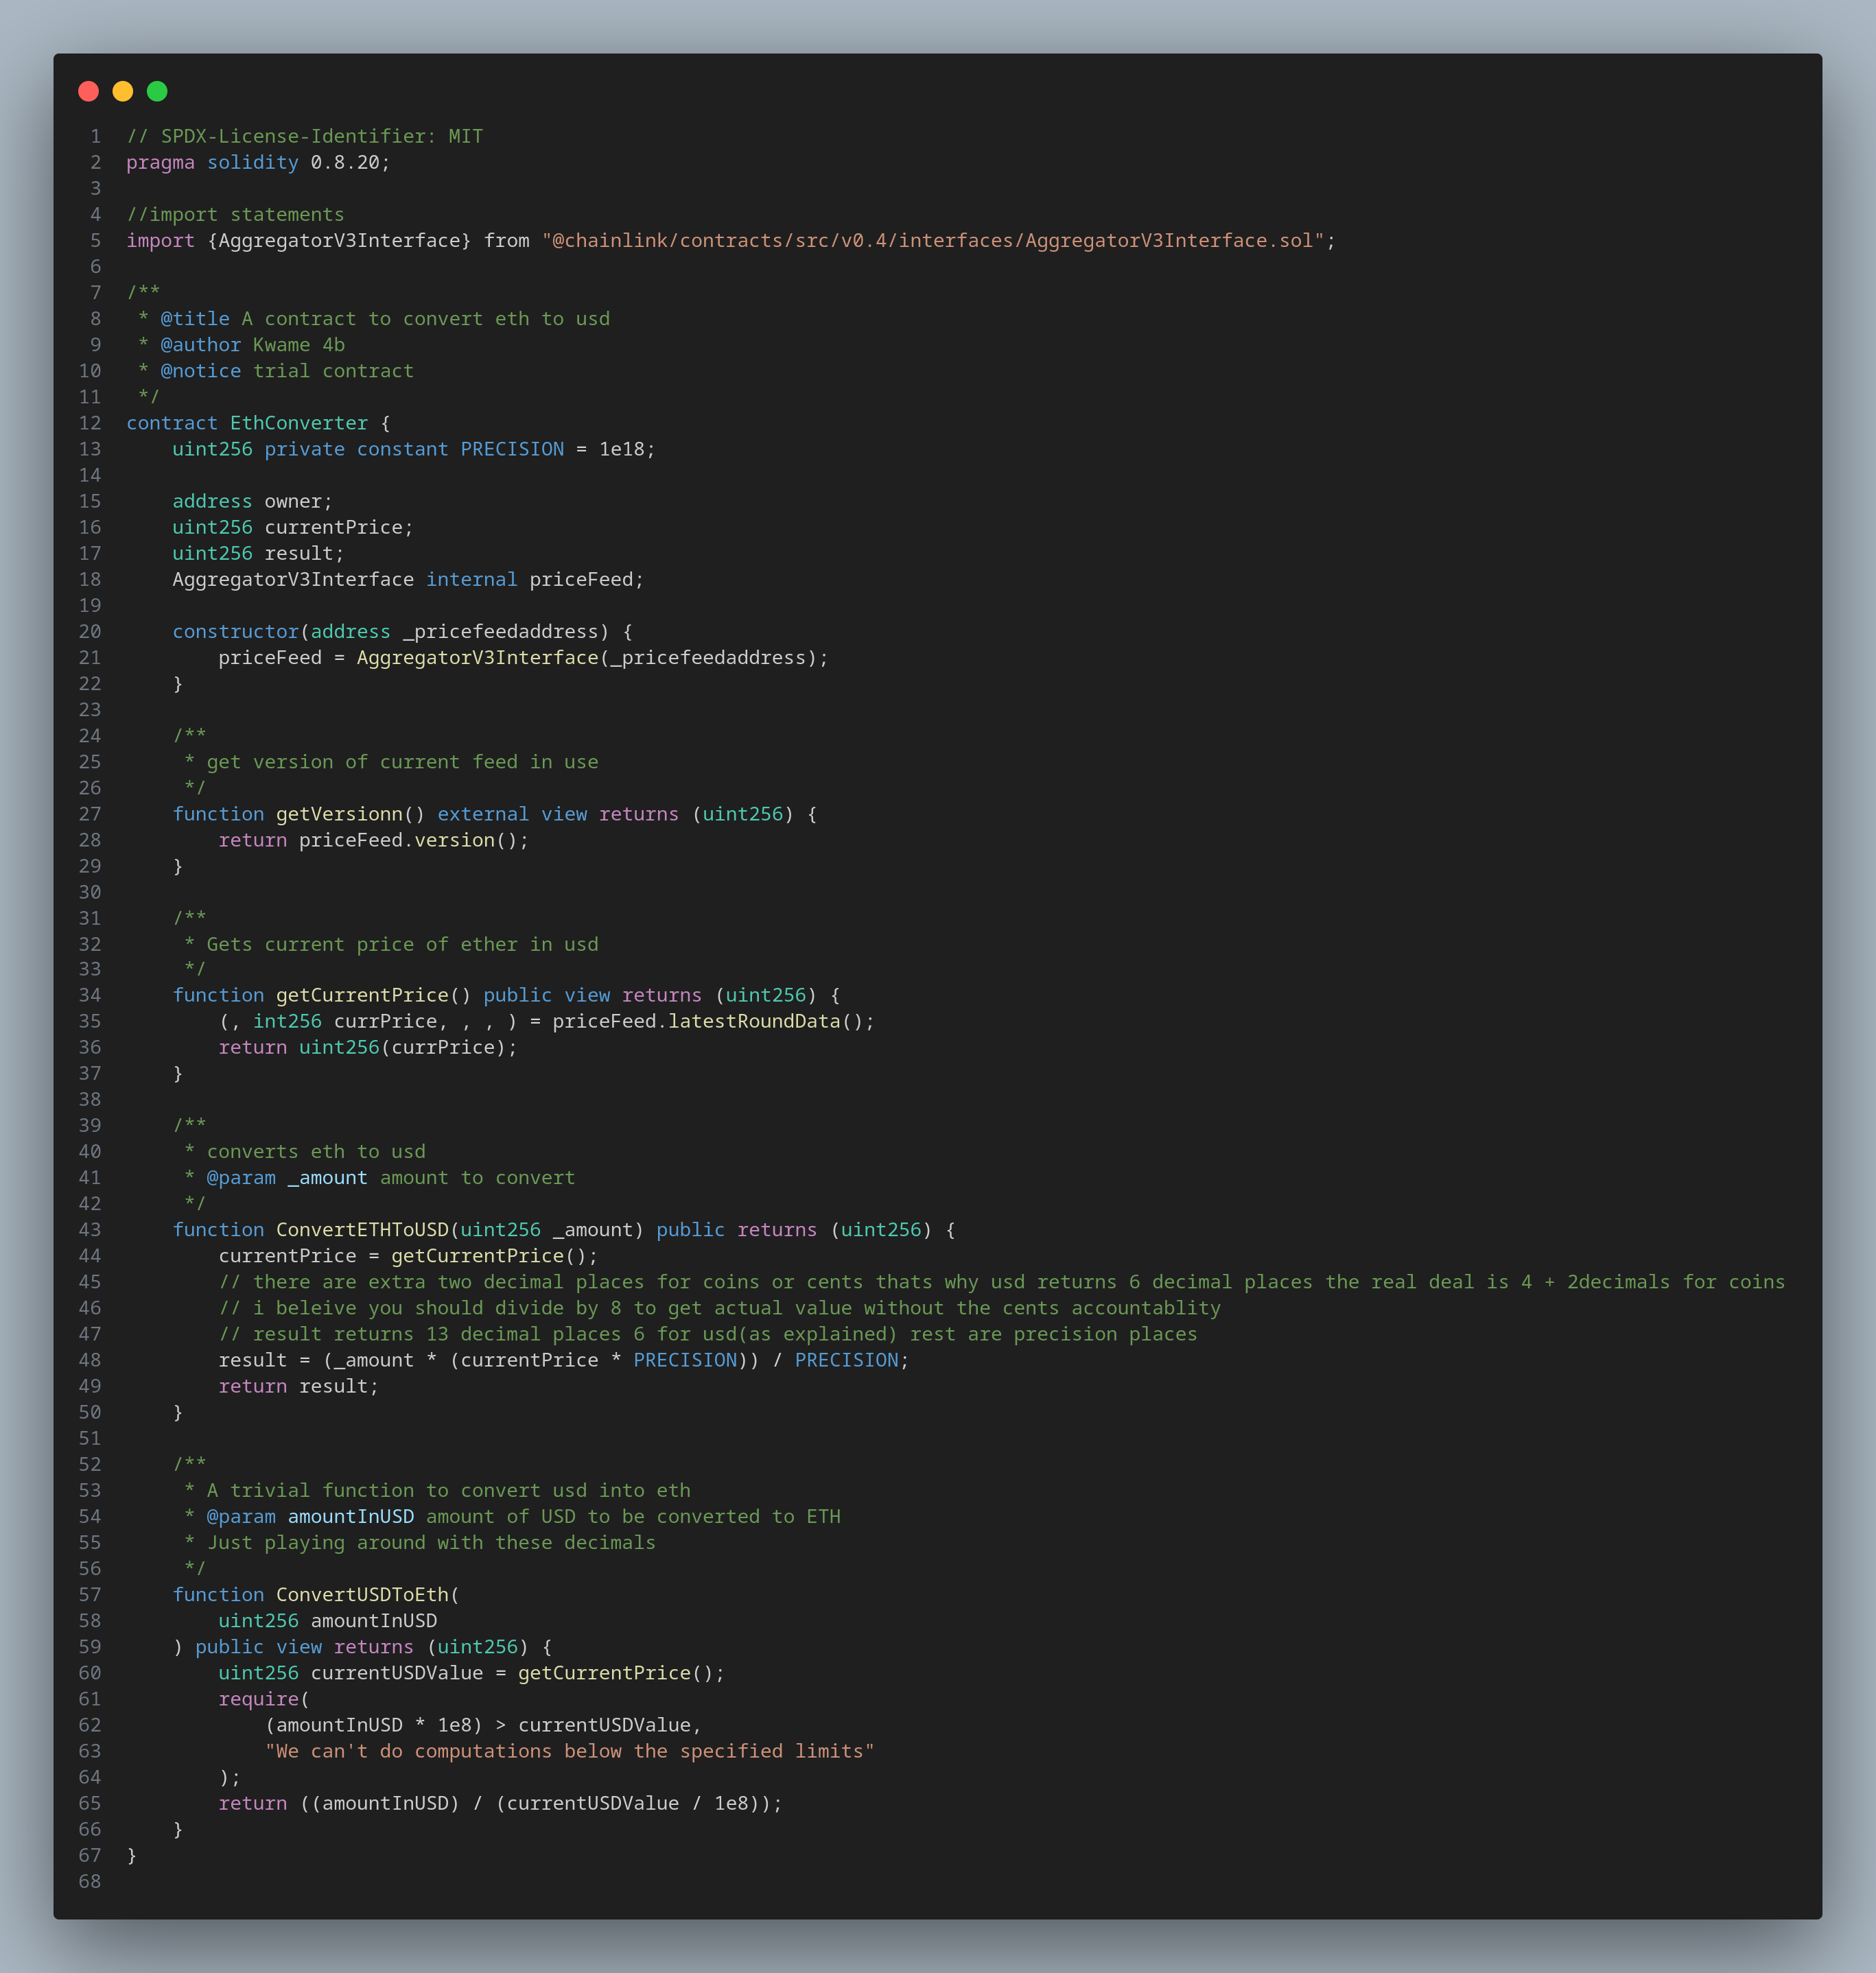 1 // SPDX-License-Identifier: MIT
2 pragma solidity 0.8.20;
3
4 //import statements
5 import {AggregatorV3Interface} from "@chainlink/contracts/src/v0.4/interfaces/AggregatorV3Interface.sol";
6
7 /**
8  * @title A contract to convert eth to usd
9  * @author Kwame 4b
10  * @notice trial contract
11  */
12 contract EthConverter {
13     uint256 private constant PRECISION = 1e18;
14
15     address owner;
16     uint256 currentPrice;
17     uint256 result;
18     AggregatorV3Interface internal priceFeed;
19
20     constructor(address _pricefeedaddress) {
21         priceFeed = AggregatorV3Interface(_pricefeedaddress);
22     }
23
24     /**
25      * get version of current feed in use
26      */
27     function getVersionn() external view returns (uint256) {
28         return priceFeed.version();
29     }
30
31     /**
32      * Gets current price of ether in usd
33      */
34     function getCurrentPrice() public view returns (uint256) {
35         (, int256 currPrice, , , ) = priceFeed.latestRoundData();
36         return uint256(currPrice);
37     }
38
39     /**
40      * converts eth to usd
41      * @param _amount amount to convert
42      */
43     function ConvertETHToUSD(uint256 _amount) public returns (uint256) {
44         currentPrice = getCurrentPrice();
45         // there are extra two decimal places for coins or cents thats why usd returns 6 decimal places the real deal is 4 + 2decimals for coins
46         // i beleive you should divide by 8 to get actual value without the cents accountablity
47         // result returns 13 decimal places 6 for usd(as explained) rest are precision places
48         result = (_amount * (currentPrice * PRECISION)) / PRECISION;
49         return result;
50     }
51
52     /**
53      * A trivial function to convert usd into eth
54      * @param amountInUSD amount of USD to be converted to ETH
55      * Just playing around with these decimals
56      */
57     function ConvertUSDToEth(
58         uint256 amountInUSD
59     ) public view returns (uint256) {
60         uint256 currentUSDValue = getCurrentPrice();
61         require(
62             (amountInUSD * 1e8) > currentUSDValue,
63             "We can't do computations below the specified limits"
64         );
65         return ((amountInUSD) / (currentUSDValue / 1e8));
66     }
67 }
68